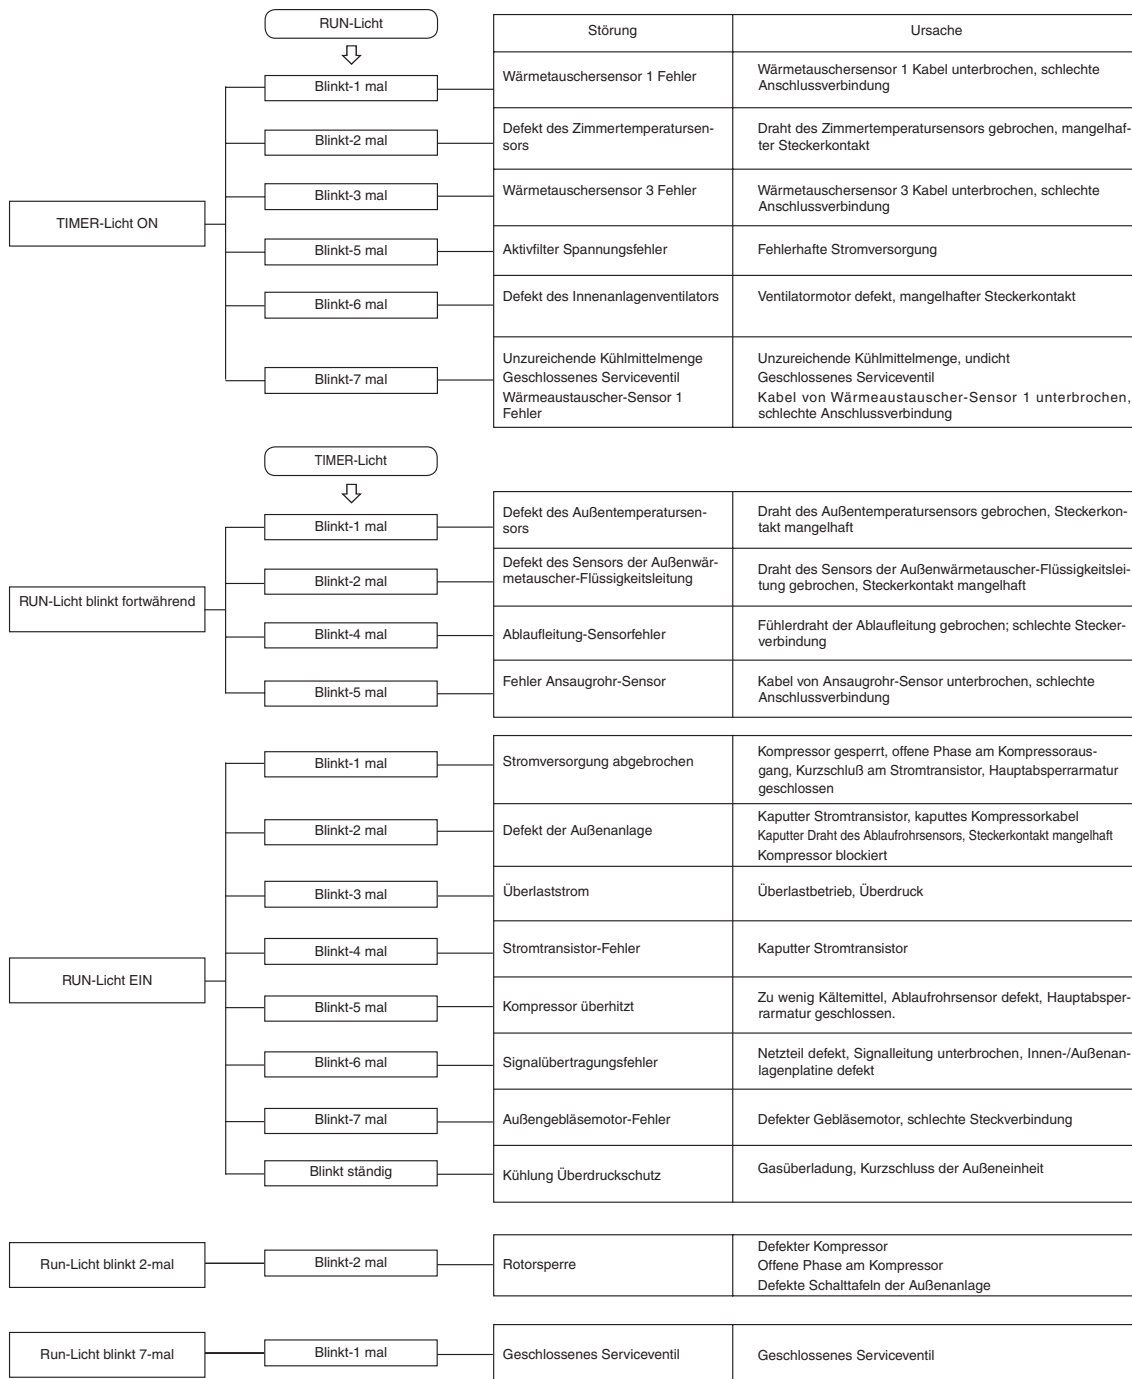 RUN-Licht
Störung
Ursache
TIMER-Licht ON
Blinkt-1 mal
Wärmetauschersensor 1 Fehler
Wärmetauschersensor 1 Kabel unterbrochen, schlechte
Anschlussverbindung
Blinkt-2 mal
Defekt des Zimmertemperatursen-
sors
Draht des Zimmertemperatursensors gebrochen, mangelhaf-
ter Steckerkontakt
Blinkt-3 mal
Wärmetauschersensor 3 Fehler
Wärmetauschersensor 3 Kabel unterbrochen, schlechte
Anschlussverbindung
Blinkt-5 mal
Aktivfilter Spannungsfehler
Fehlerhafte Stromversorgung
Blinkt-6 mal
Defekt des Innenanlagenventilators
Ventilatormotor defekt, mangelhafter Steckerkontakt
Blinkt-7 mal
Unzureichende Kühlmittelmenge
Geschlossenes Serviceventil
Wärmeaustauscher-Sensor 1
Fehler
Unzureichende Kühlmittelmenge, undicht
Geschlossenes Serviceventil
Kabel von Wärmeaustauscher-Sensor 1 unterbrochen,
schlechte Anschlussverbindung
TIMER-Licht
RUN-Licht blinkt fortwährend
Blinkt-1 mal
Defekt des Außentemperatursen-
sors
Draht des Außentemperatursensors gebrochen, Steckerkon-
takt mangelhaft
Blinkt-2 mal
Defekt des Sensors der Außenwär-
metauscher-Flüssigkeitsleitung
Draht des Sensors der Außenwärmetauscher-Flüssigkeitslei-
tung gebrochen, Steckerkontakt mangelhaft
Blinkt-4 mal
Ablaufleitung-Sensorfehler
Fühlerdraht der Ablaufleitung gebrochen; schlechte Stecker-
verbindung
Blinkt-5 mal
Fehler Ansaugrohr-Sensor
Kabel von Ansaugrohr-Sensor unterbrochen, schlechte
Anschlussverbindung
RUN-Licht EIN
Blinkt-1 mal
Stromversorgung abgebrochen
Kompressor gesperrt, offene Phase am Kompressoraus-
gang, Kurzschluß am Stromtransistor, Hauptabsperrarmatur
geschlossen
Blinkt-2 mal
Defekt der Außenanlage
Kaputter Stromtransistor, kaputtes Kompressorkabel
Kaputter Draht des Ablaufrohrsensors, Steckerkontakt mangelhaft
Kompressor blockiert
Blinkt-3 mal
Überlaststrom
Überlastbetrieb, Überdruck
Blinkt-4 mal
Stromtransistor-Fehler
Kaputter Stromtransistor
Blinkt-5 mal
Kompressor überhitzt
Zu wenig Kältemittel, Ablaufrohrsensor defekt, Hauptabsper-
rarmatur geschlossen.
Blinkt-6 mal
Signalübertragungsfehler
Netzteil defekt, Signalleitung unterbrochen, Innen-/Außenan-
lagenplatine defekt
Blinkt-7 mal
Außengebläsemotor-Fehler
Defekter Gebläsemotor, schlechte Steckverbindung
Blinkt ständig
Kühlung Überdruckschutz
Gasüberladung, Kurzschluss der Außeneinheit
Run-Licht blinkt 2-mal
Blinkt-2 mal
Rotorsperre
Defekter Kompressor
Offene Phase am Kompressor
Defekte Schalttafeln der Außenanlage
Run-Licht blinkt 7-mal
Blinkt-1 mal
Geschlossenes Serviceventil
Geschlossenes Serviceventil